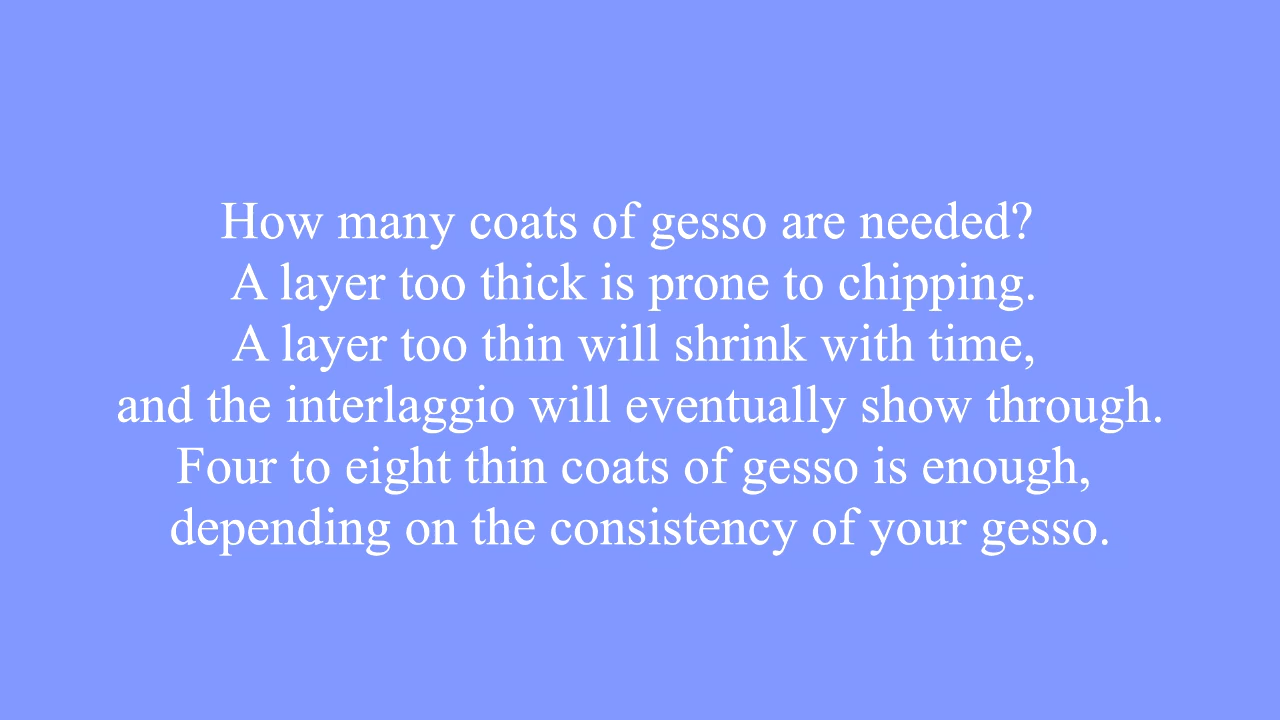 How many coats of gesso are needed?
A layer too thick is prone to chipping.
A layer too thin will shrink with time,
and the interlaggio will eventually show through.
Four to eight thin coats of gesso is enough,
depending on the consistency of your gesso.